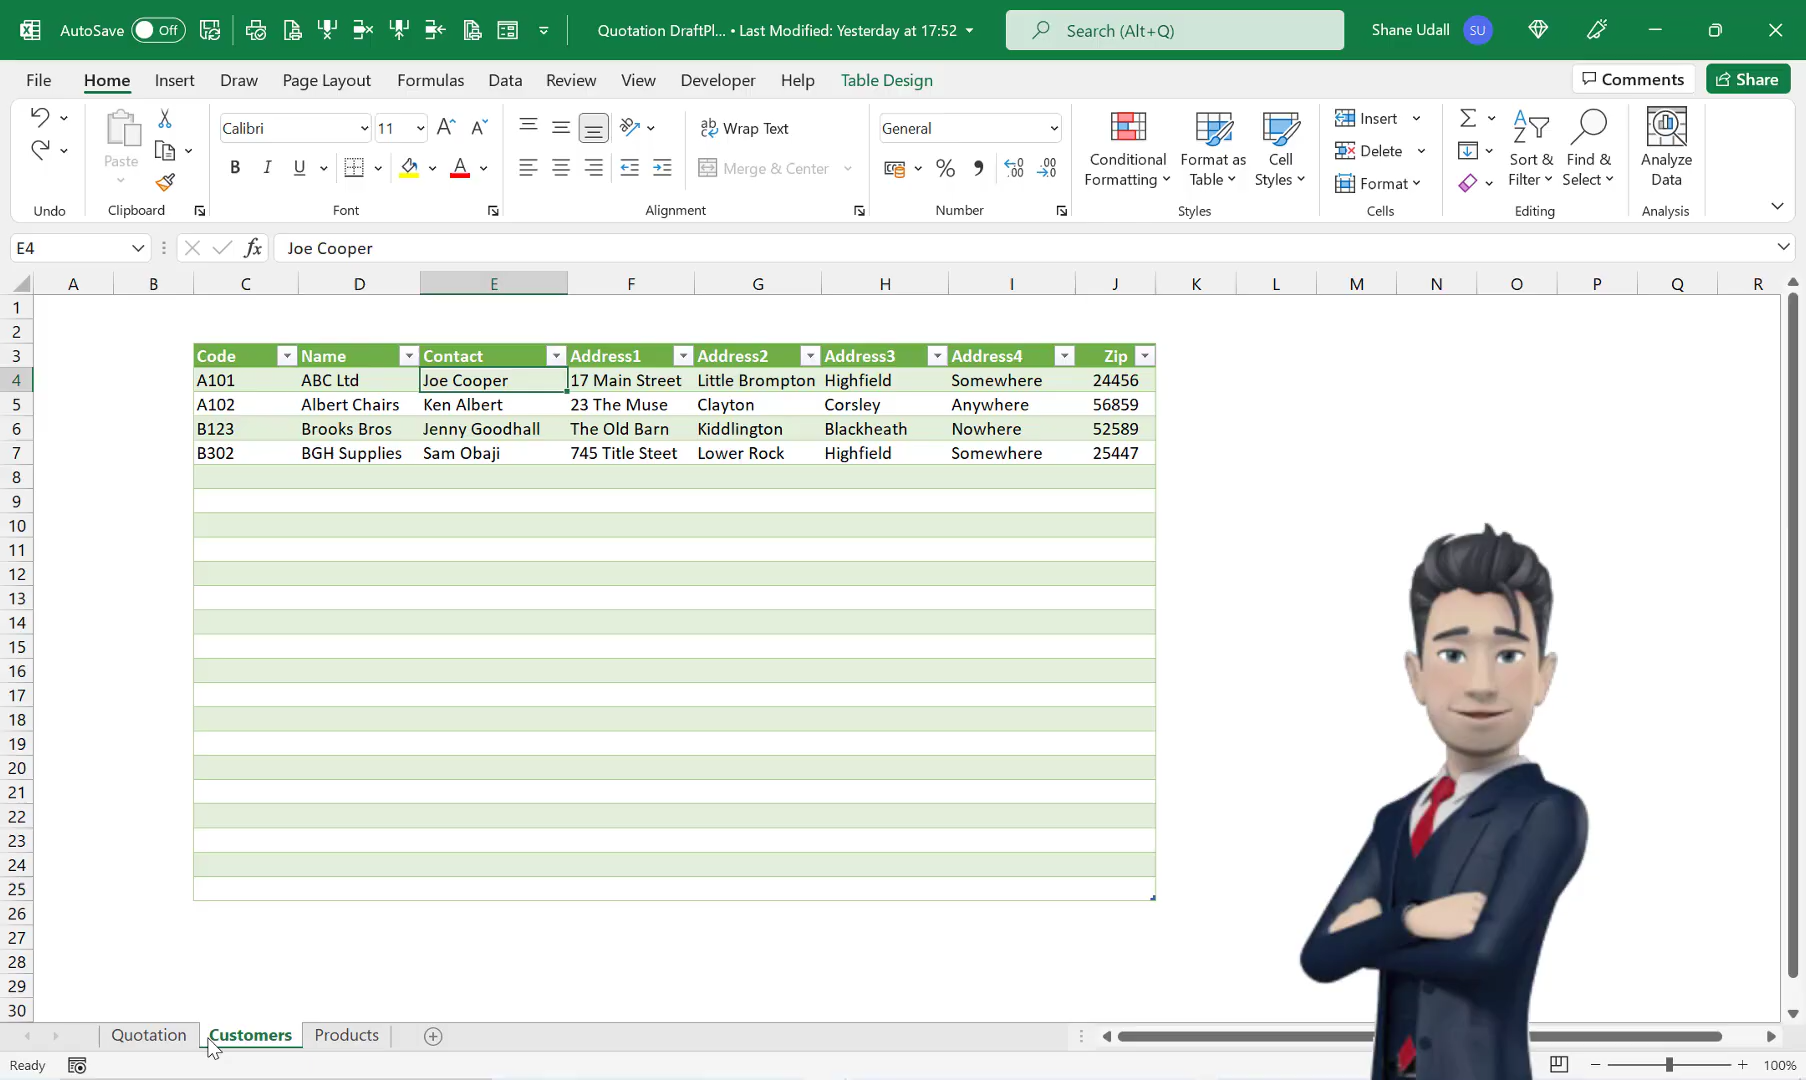 AutoSave Off Quotation DraftPl... • Last Modified: Yesterday at 17:52 Search (Alt+Q) Shane Udall SU
File Home Insert Draw Page Layout Formulas Data Review View Developer Help Table Design Comments Share
Calibri 11 ab Wrap Text General Insert
Paste B I U Merge & Center % Conditional Formatting Format as Table Cell Styles Delete Format Sort & Filter Find & Select Analyze Data
Undo Clipboard Font Alignment Number Styles Cells Editing Analysis
E4 fx Joe Cooper
A B C D E F G H I J K L M N O P Q R
1
2
3 Code Name Contact Address1 Address2 Address3 Address4 Zip
4 A101 ABC Ltd Joe Cooper 17 Main Street Little Brompton Highfield Somewhere 24456
5 A102 Albert Chairs Ken Albert 23 The Muse Clayton Corsley Anywhere 56859
6 B123 Brooks Bros Jenny Goodhall The Old Barn Kiddlington Blackheath Nowhere 52589
7 B302 BGH Supplies Sam Obaji 745 Title Steet Lower Rock Highfield Somewhere 25447
8
9
10
11
12
13
14
15
16
17
18
19
20
21
22
23
24
25
26
27
28
29
30
Quotation Customers Products
Ready 100%